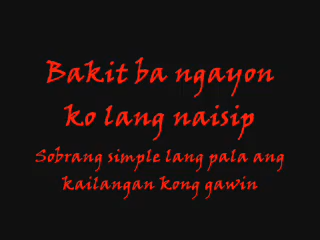 Bakit ba ngayon
ko lang naisip
Sobrang simple lang pala ang
kailangan kong gawin